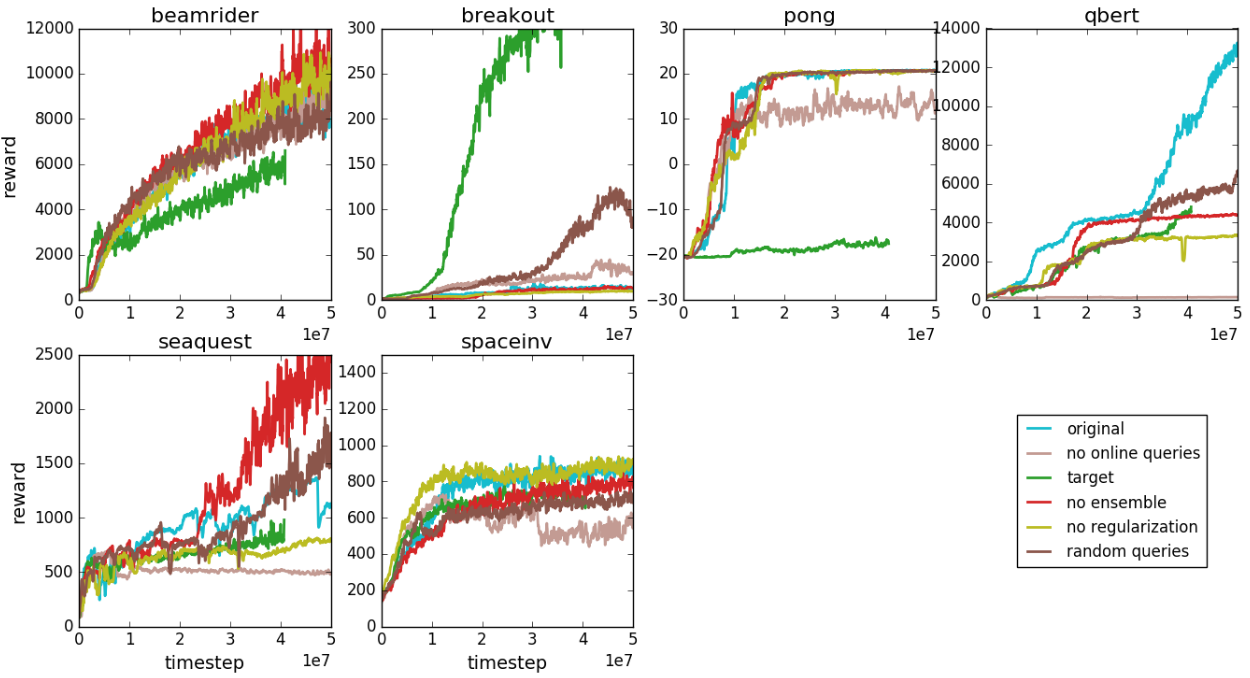 beamrider
breakout
pong
qbert
12000
10000
8000
6000
4000
2000
0
reward
0 1 2 3 4 5
1e7
300
250
200
150
100
50
0
0 1 2 3 4 5
1e7
30
20
10
0
−10
−20
−30
0 1 2 3 4 5
1e7
14000
12000
10000
8000
6000
4000
2000
0
0 1 2 3 4 5
1e7
seaquest
spaceinv
2500
2000
1500
1000
500
0
reward
0 1 2 3 4 5
1e7
timestep
1400
1200
1000
800
600
400
200
0
0 1 2 3 4 5
1e7
timestep
original
no online queries
target
no ensemble
no regularization
random queries